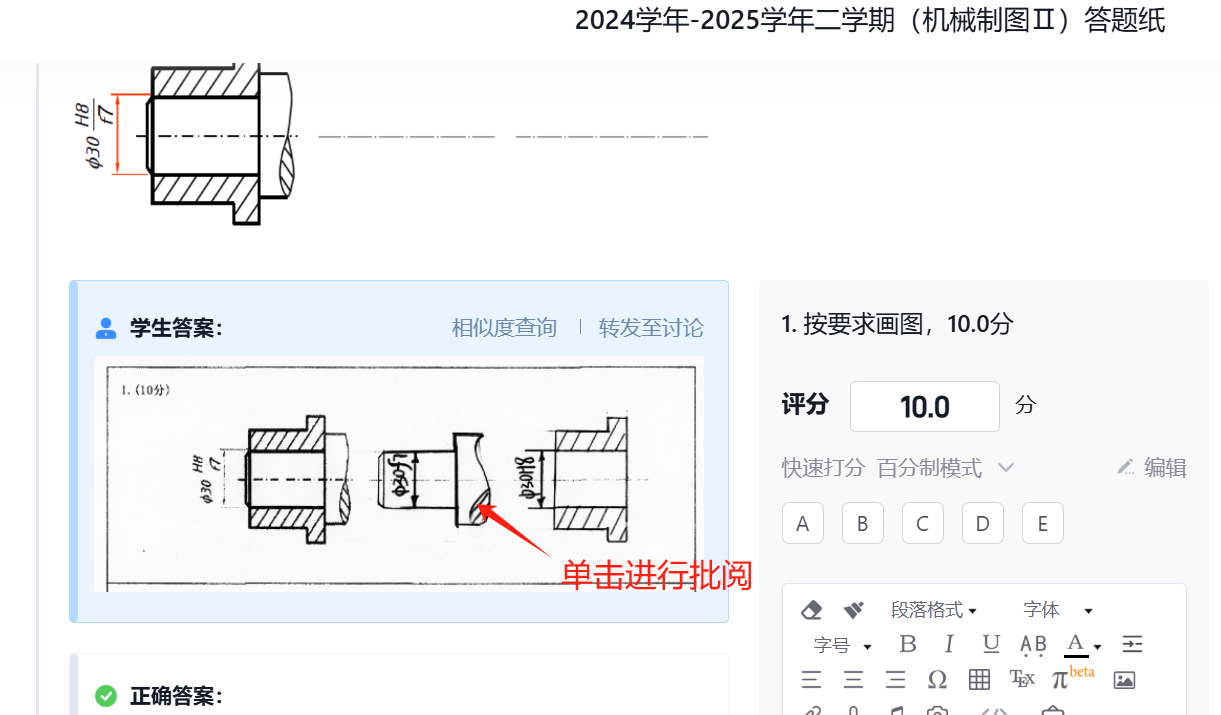 2024学年-2025学年二学期（机械制图Ⅱ）答题纸
ϕ30 H8/f7
学生答案：
相似度查询 | 转发至讨论
1.(10分)
ϕ30 H8/f7
ϕ30f7
ϕ30H8
单击进行批阅
正确答案：
1. 按要求画图，10.0分
评分 10.0 分
快速打分 百分制模式 编辑
A B C D E
段落格式 字体
字号 B I U AB A
Ω TEX π beta